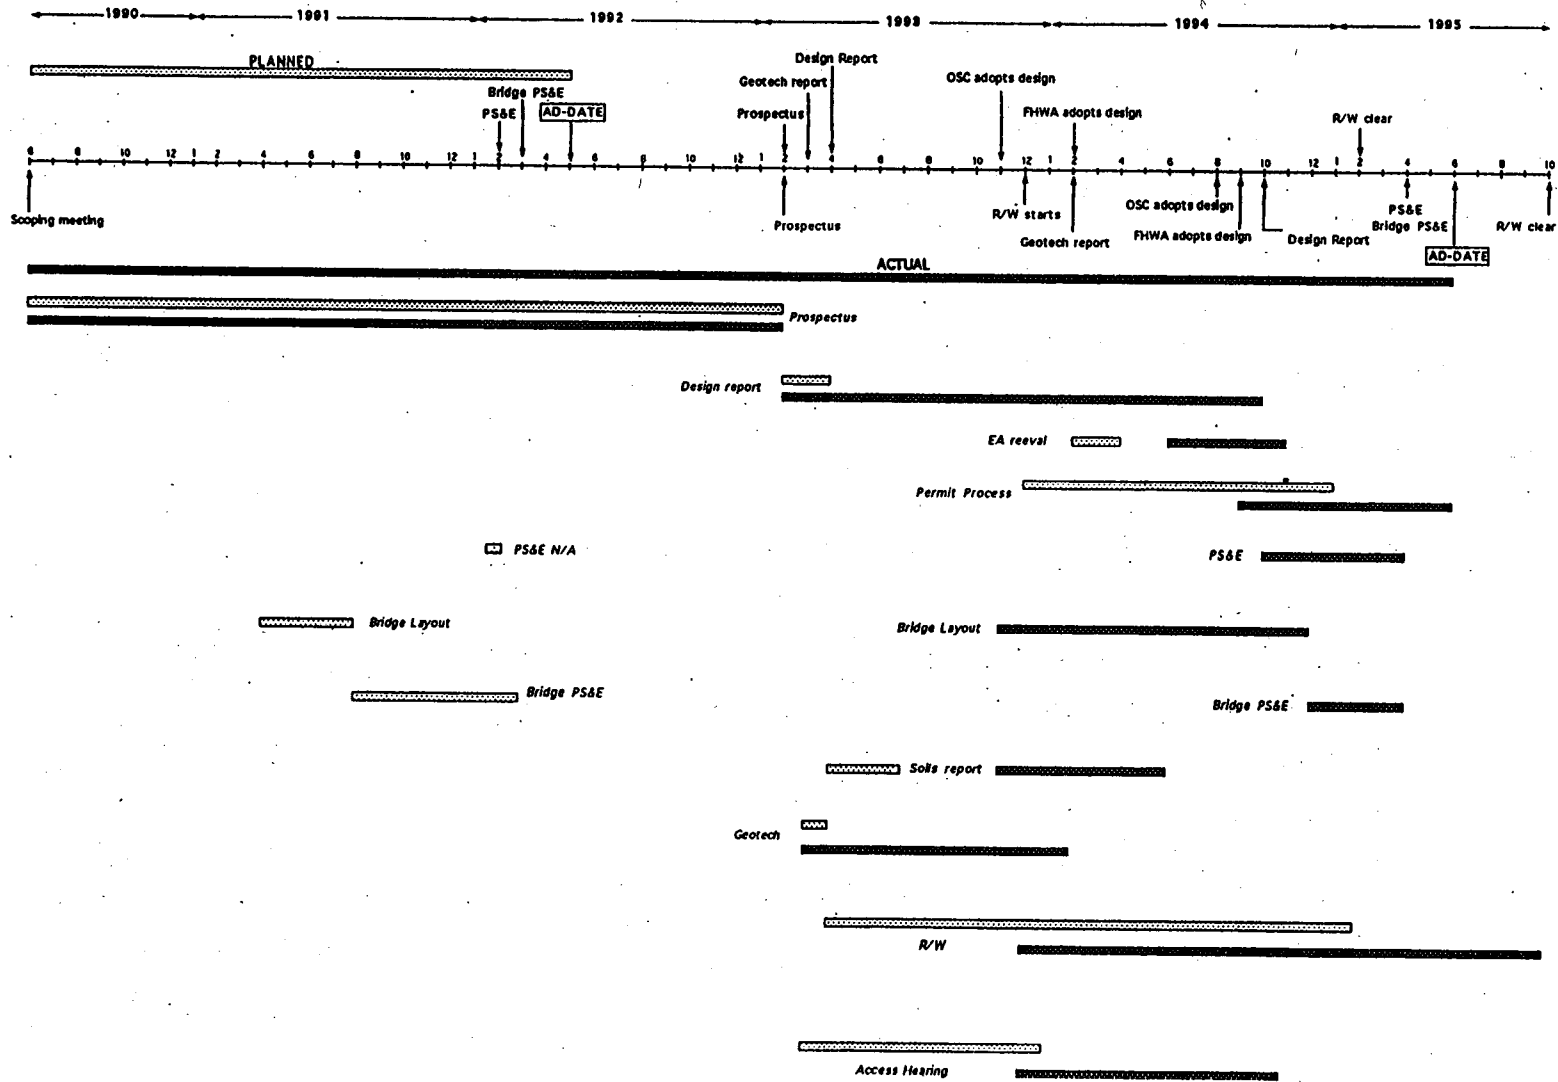 1990 1991 1992 1993 1994 1995
PLANNED
Design Report
Geotech report
OSC adopts design
Bridge PS&E
PS&E
AD-DATE
Prospectus
FHWA adopts design
R/W clear
6 8 10 12 1 2 4 6 8 10 12 1 2 4 6 8 10 12 1 2 4 6 8 10 12 1 2 4 6 8 10 12 1 2 4 6 8 10
Scoping meeting
Prospectus
R/W starts
Geotech report
OSC adopts design
FHWA adopts design
Design Report
PS&E
Bridge PS&E
R/W clear
AD-DATE
ACTUAL
Prospectus
Design report
EA reeval
Permit Process
PS&E N/A
PS&E
Bridge Layout
Bridge Layout
Bridge PS&E
Bridge PS&E
Soils report
Geotech
R/W
Access Hearing